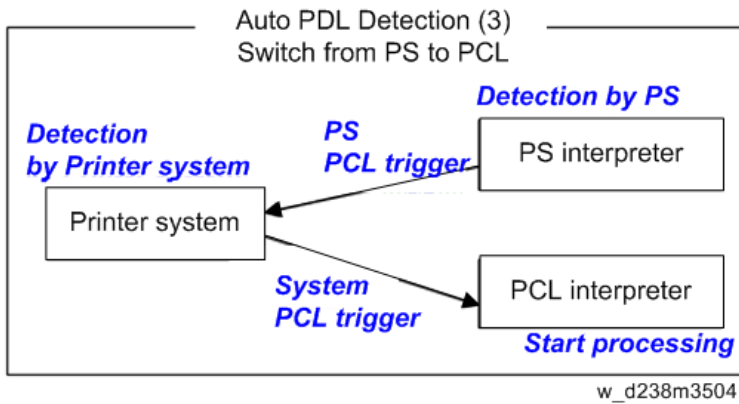 Auto PDL Detection (3)
Switch from PS to PCL
Detection by PS
Detection
by Printer system
PS
PCL trigger
PS interpreter
Printer system
System
PCL trigger
PCL interpreter
Start processing
w_d238m3504